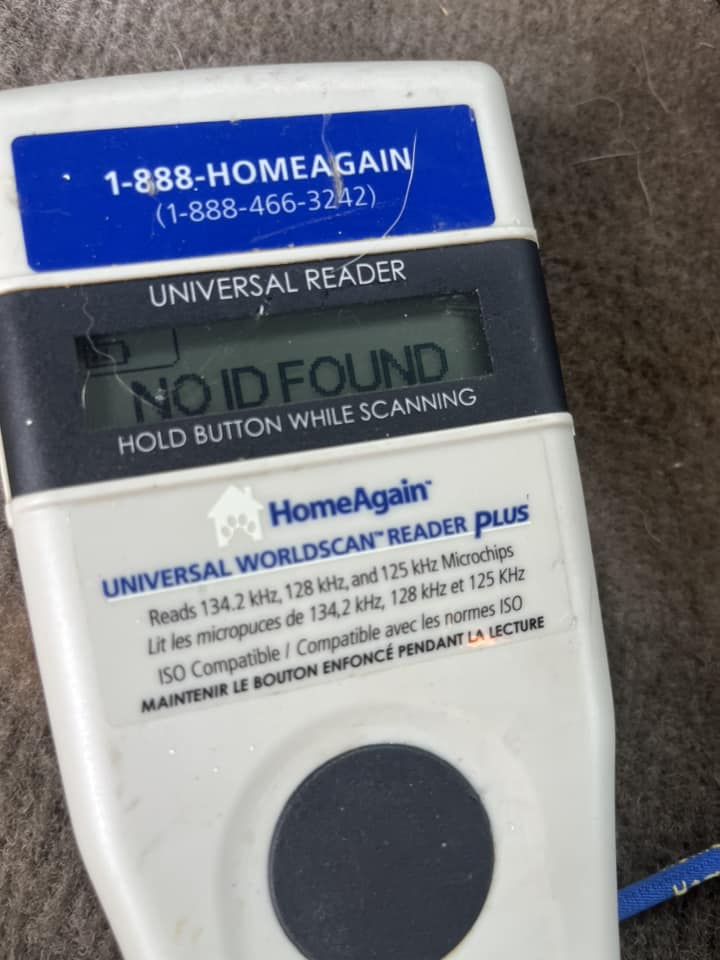 1-888-HOMEAGAIN
(1-888-466-3242)
UNIVERSAL READER
NO ID FOUND
HOLD BUTTON WHILE SCANNING
HomeAgain™
UNIVERSAL WORLDSCAN™ READER PLUS
Reads 134.2 kHz, 128 kHz, and 125 kHz Microchips
Lit les micropuces de 134,2 kHz, 128 kHz et 125 KHz
ISO Compatible / Compatible avec les normes ISO
MAINTENIR LE BOUTON ENFONCÉ PENDANT LA LECTURE